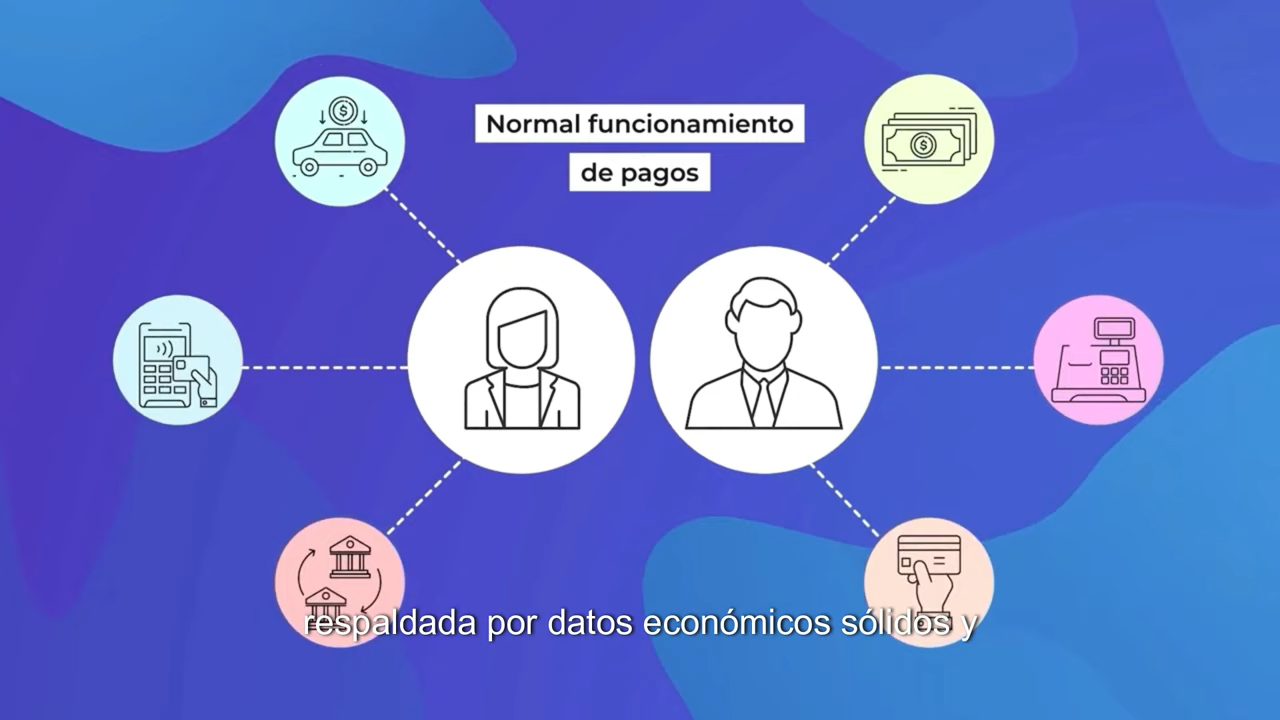 Normal funcionamiento
de pagos
respaldada por datos económicos sólidos y